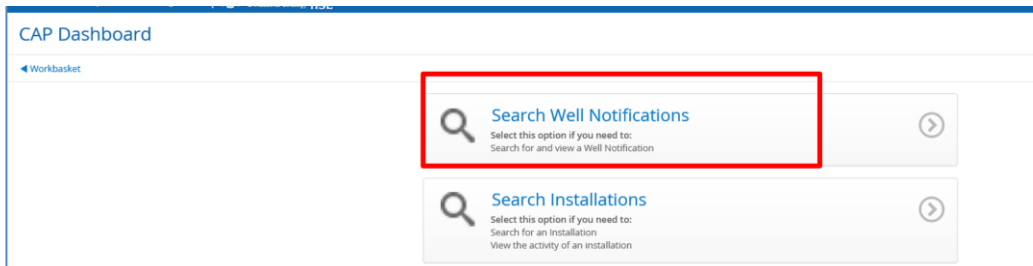 CAP Dashboard
Workbasket
Search Well Notifications
Select this option if you need to:
Search for and view a Well Notification
Search Installations
Select this option if you need to:
Search for an Installation
View the activity of an installation